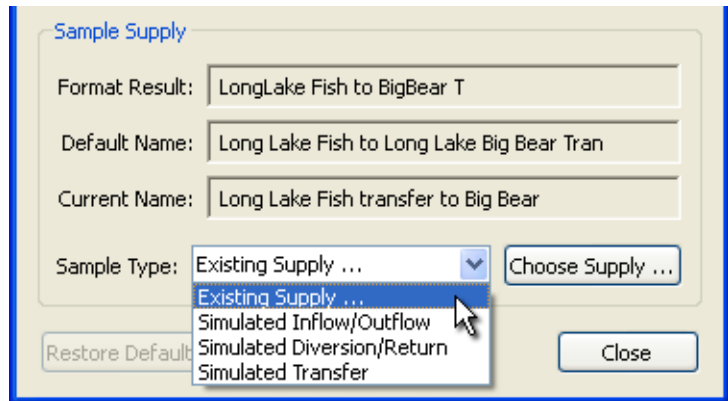 Sample Supply
Format Result: LongLake Fish to BigBear T
Default Name: Long Lake Fish to Long Lake Big Bear Tran
Current Name: Long Lake Fish transfer to Big Bear
Sample Type: Existing Supply ... Choose Supply ...
Existing Supply ...
Simulated Inflow/Outflow
Restore Default Simulated Diversion/Return Close
Simulated Transfer